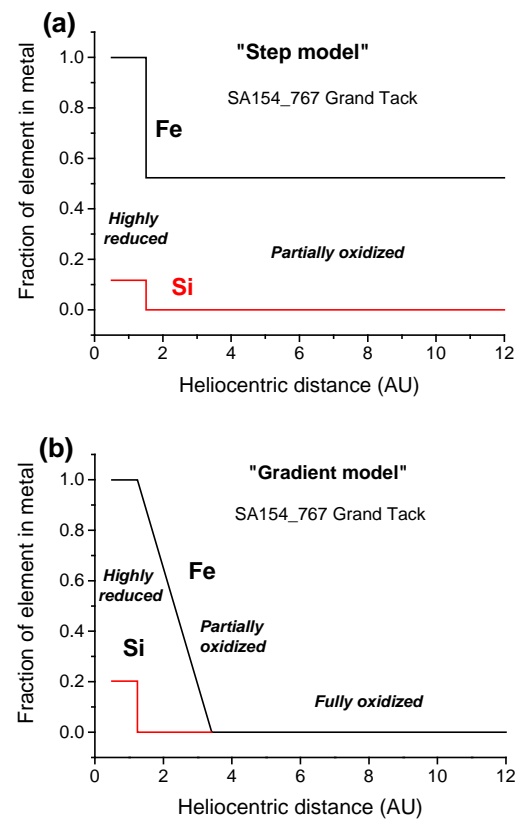 (a)
"Step model"
SA154_767 Grand Tack
Fe
Highly
reduced
Partially oxidized
Si
Fraction of element in metal
1.0
0.8
0.6
0.4
0.2
0.0
0 2 4 6 8 10 12
Heliocentric distance (AU)
(b)
"Gradient model"
SA154_767 Grand Tack
Fe
Highly
reduced
Partially
oxidized
Si
Fully oxidized
Fraction of element in metal
1.0
0.8
0.6
0.4
0.2
0.0
0 2 4 6 8 10 12
Heliocentric distance (AU)